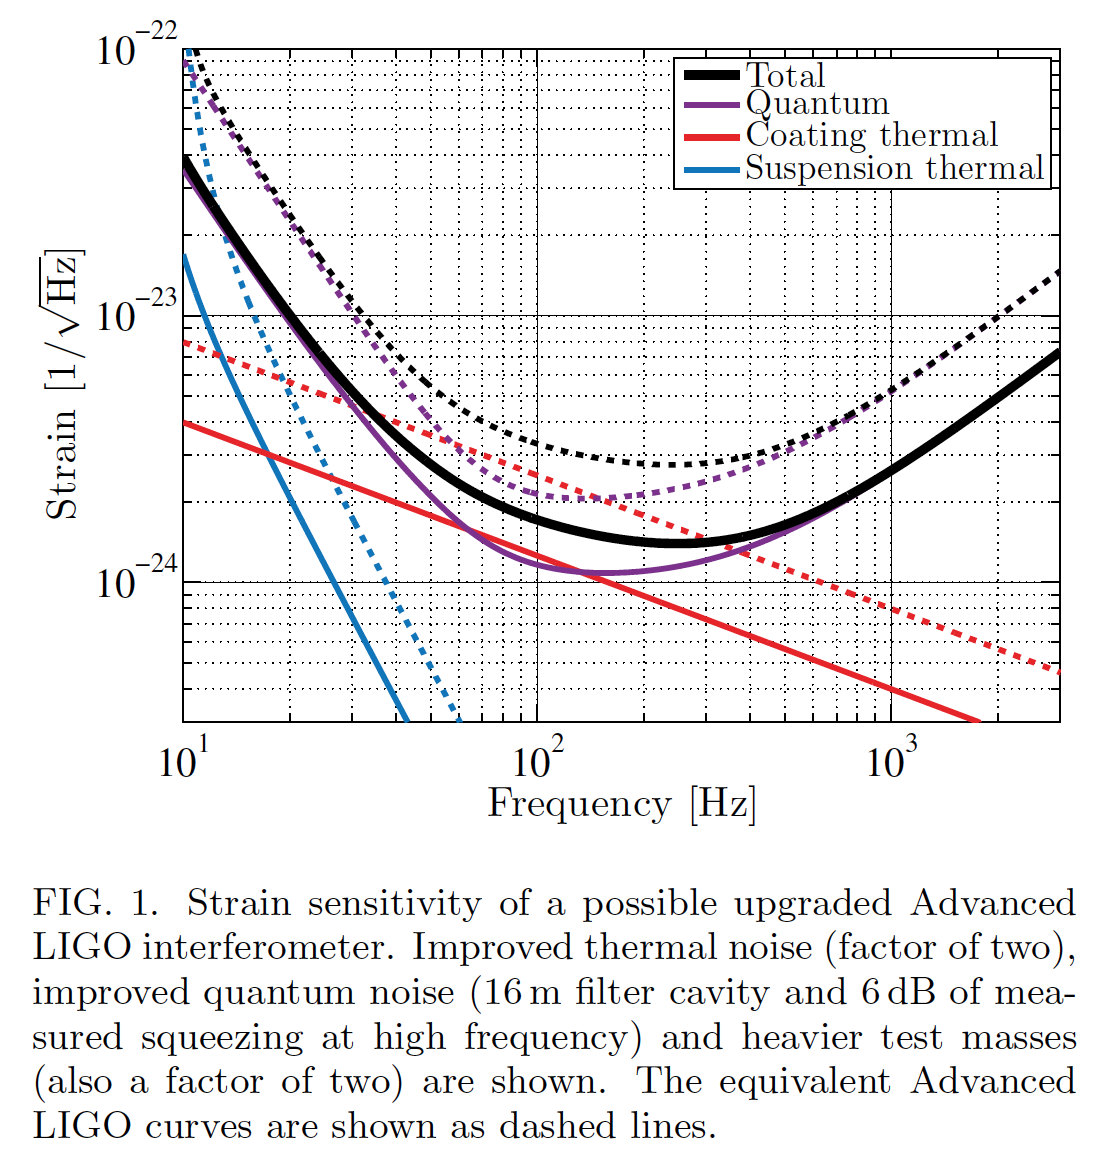 10^−22
10^−23
10^−24
Strain [1/√Hz]
Total
Quantum
Coating thermal
Suspension thermal
10^1
10^2
10^3
Frequency [Hz]
FIG. 1. Strain sensitivity of a possible upgraded Advanced
LIGO interferometer. Improved thermal noise (factor of two),
improved quantum noise (16 m filter cavity and 6 dB of mea-
sured squeezing at high frequency) and heavier test masses
(also a factor of two) are shown. The equivalent Advanced
LIGO curves are shown as dashed lines.